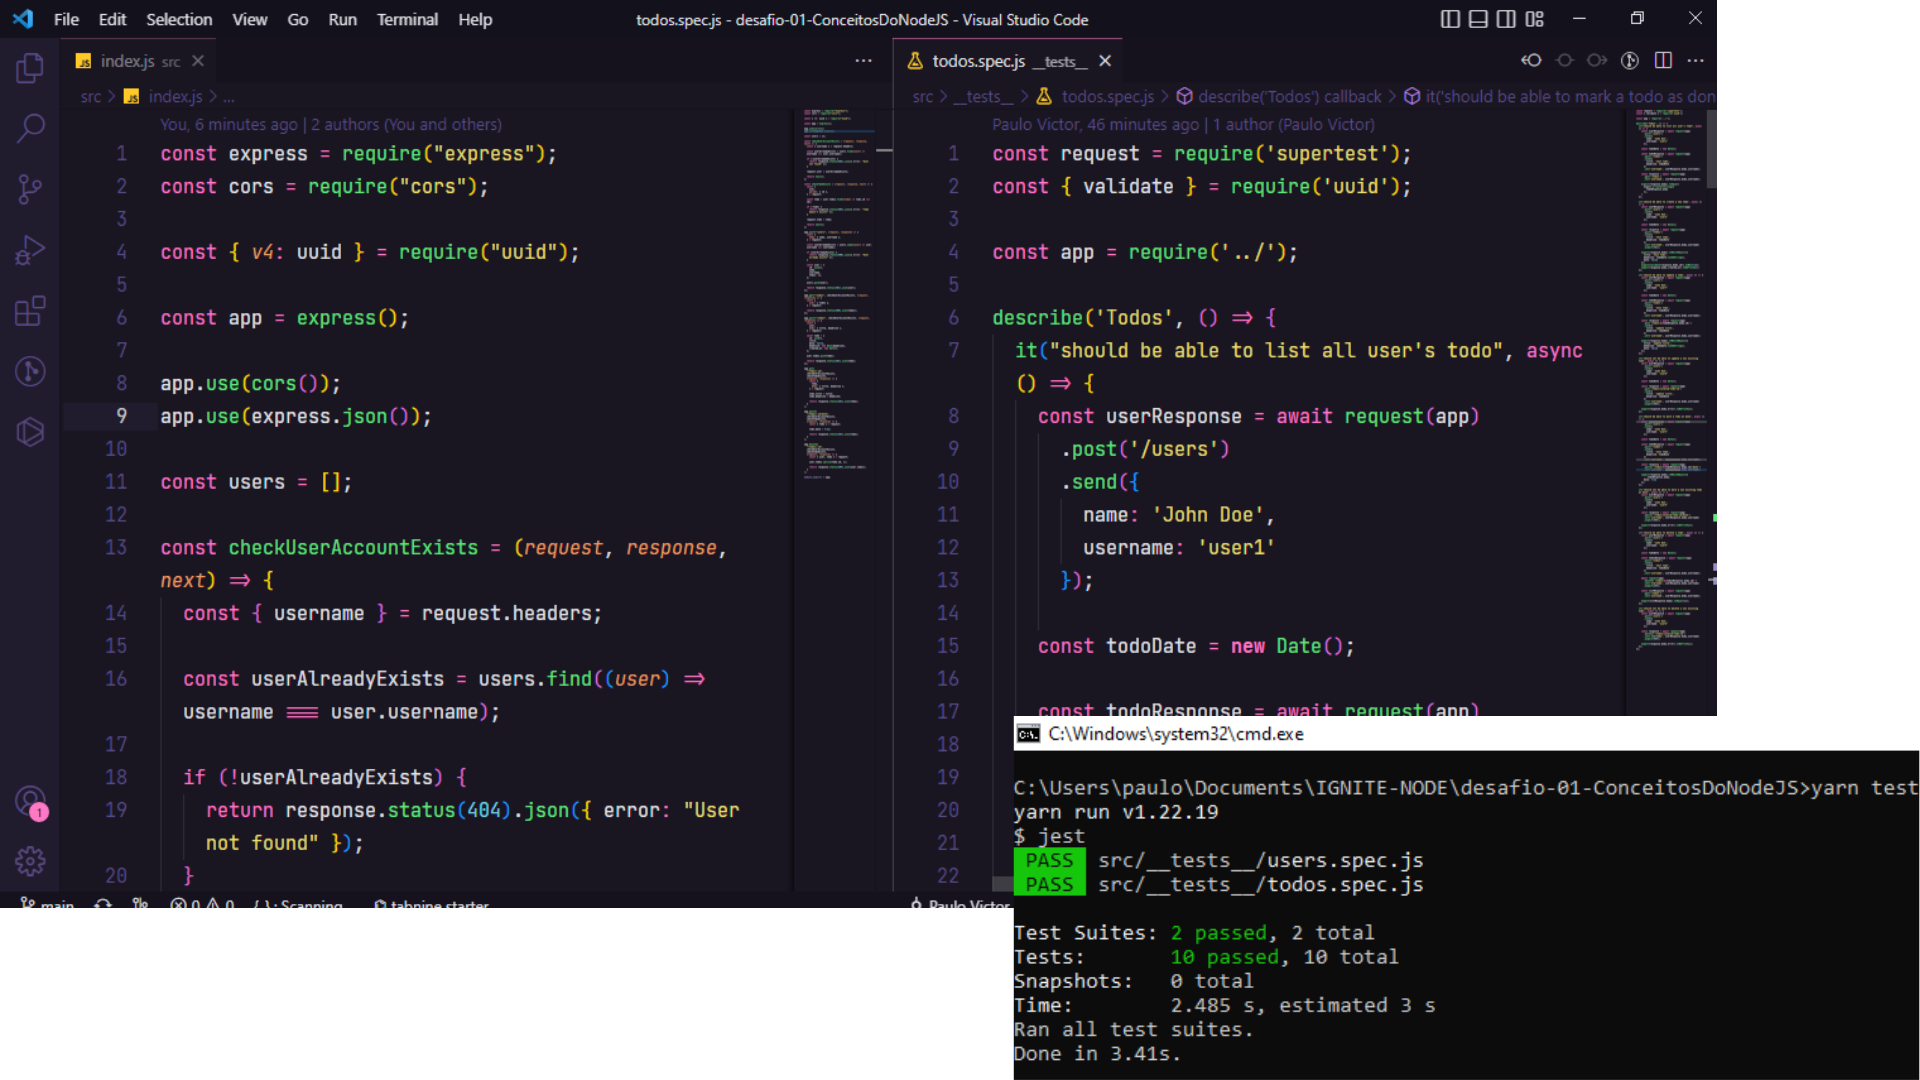 File Edit Selection View Go Run Terminal Help
todos.spec.js - desafio-01-ConceitosDoNodeJS - Visual Studio Code
JS index.js src
src > JS index.js > ...
You, 6 minutes ago | 2 authors (You and others)
1 const express = require("express");
2 const cors = require("cors");
3
4 const { v4: uuid } = require("uuid");
5
6 const app = express();
7
8 app.use(cors());
9 app.use(express.json());
10
11 const users = [];
12
13 const checkUserAccountExists = (request, response,
next) => {
14 const { username } = request.headers;
15
16 const userAlreadyExists = users.find((user) =>
username === user.username);
17
18 if (!userAlreadyExists) {
19 return response.status(404).json({ error: "User
not found" });
20 }
1
main
0 0
Scanning
tabnine starter
todos.spec.js __tests__
src > __tests__ > todos.spec.js > describe('Todos') callback > it('should be able to mark a todo as don
Paulo Victor, 46 minutes ago | 1 author (Paulo Victor)
1 const request = require('supertest');
2 const { validate } = require('uuid');
3
4 const app = require('../');
5
6 describe('Todos', () => {
7 it("should be able to list all user's todo", async
() => {
8 const userResponse = await request(app)
9 .post('/users')
10 .send({
11 name: 'John Doe',
12 username: 'user1'
13 });
14
15 const todoDate = new Date();
16
17 const todoResponse = await request(app)
18
19
20
21
22
Paulo Victor
C:\Windows\system32\cmd.exe
C:\Users\paulo\Documents\IGNITE-NODE\desafio-01-ConceitosDoNodeJS>yarn test
yarn run v1.22.19
$ jest
PASS src/__tests__/users.spec.js
PASS src/__tests__/todos.spec.js
Test Suites: 2 passed, 2 total
Tests: 10 passed, 10 total
Snapshots: 0 total
Time: 2.485 s, estimated 3 s
Ran all test suites.
Done in 3.41s.